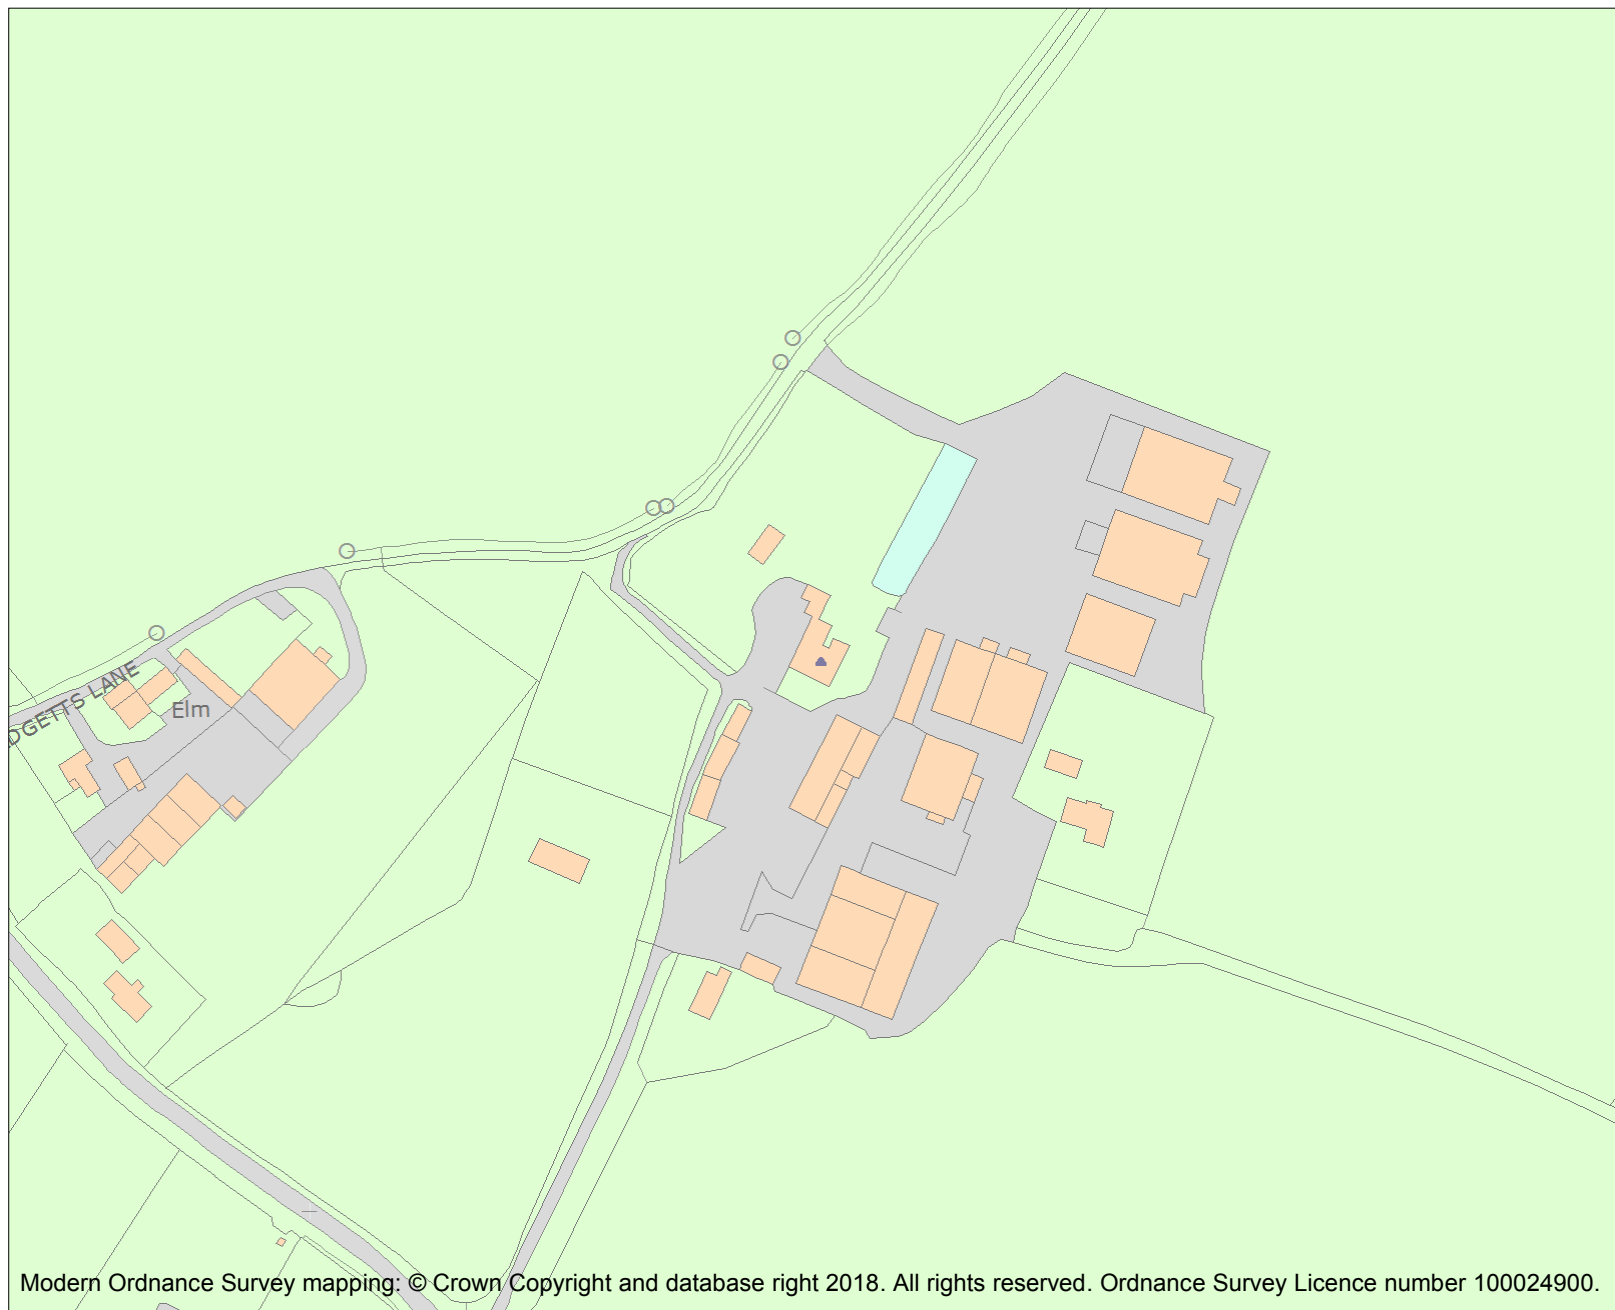 DGETTS LANE
Elm
Modern Ordnance Survey mapping: © Crown Copyright and database right 2018. All rights reserved. Ordnance Survey Licence number 100024900.